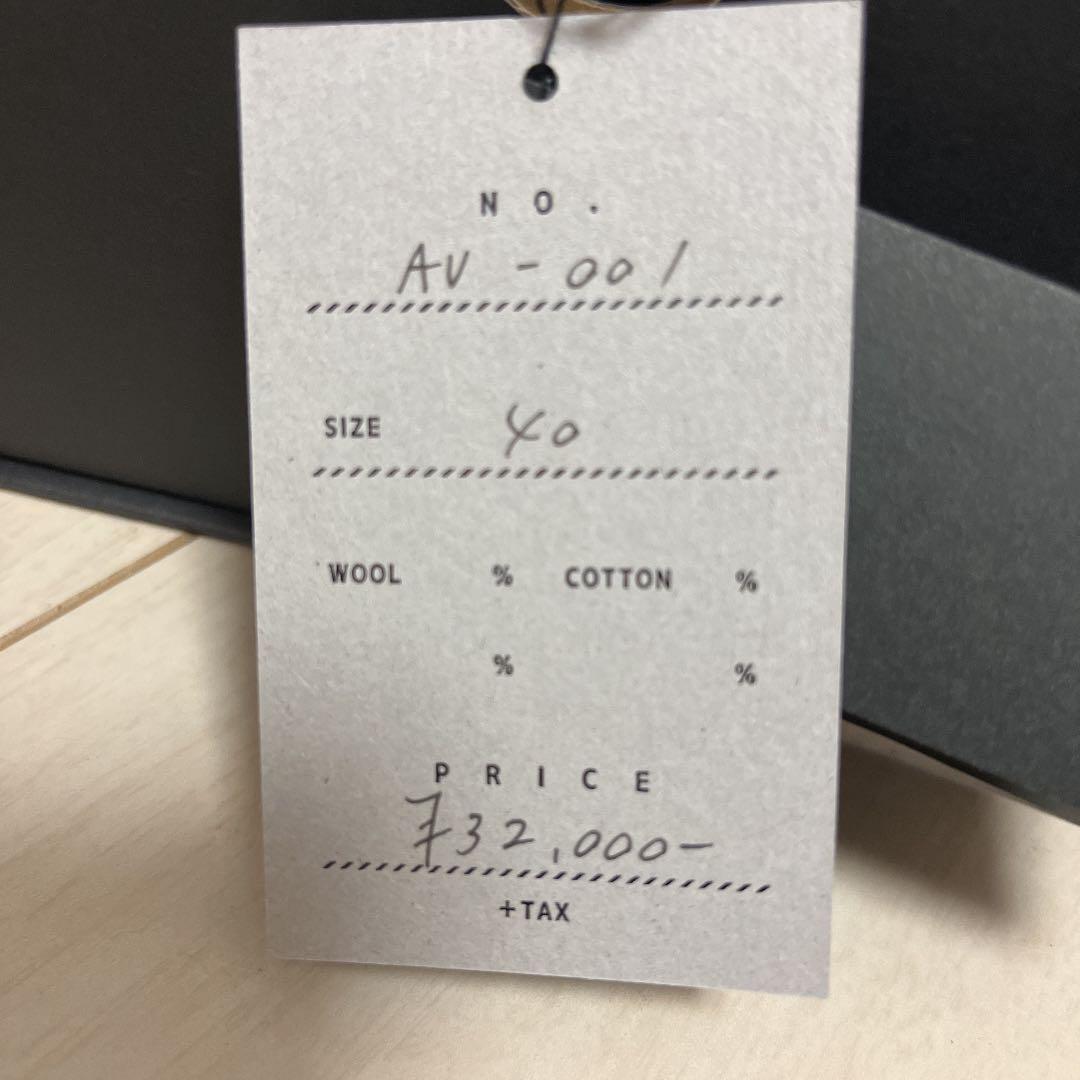 NO.
AV-001
SIZE 40
WOOL % COTTON %
% %
PRICE
¥32,000-
+TAX